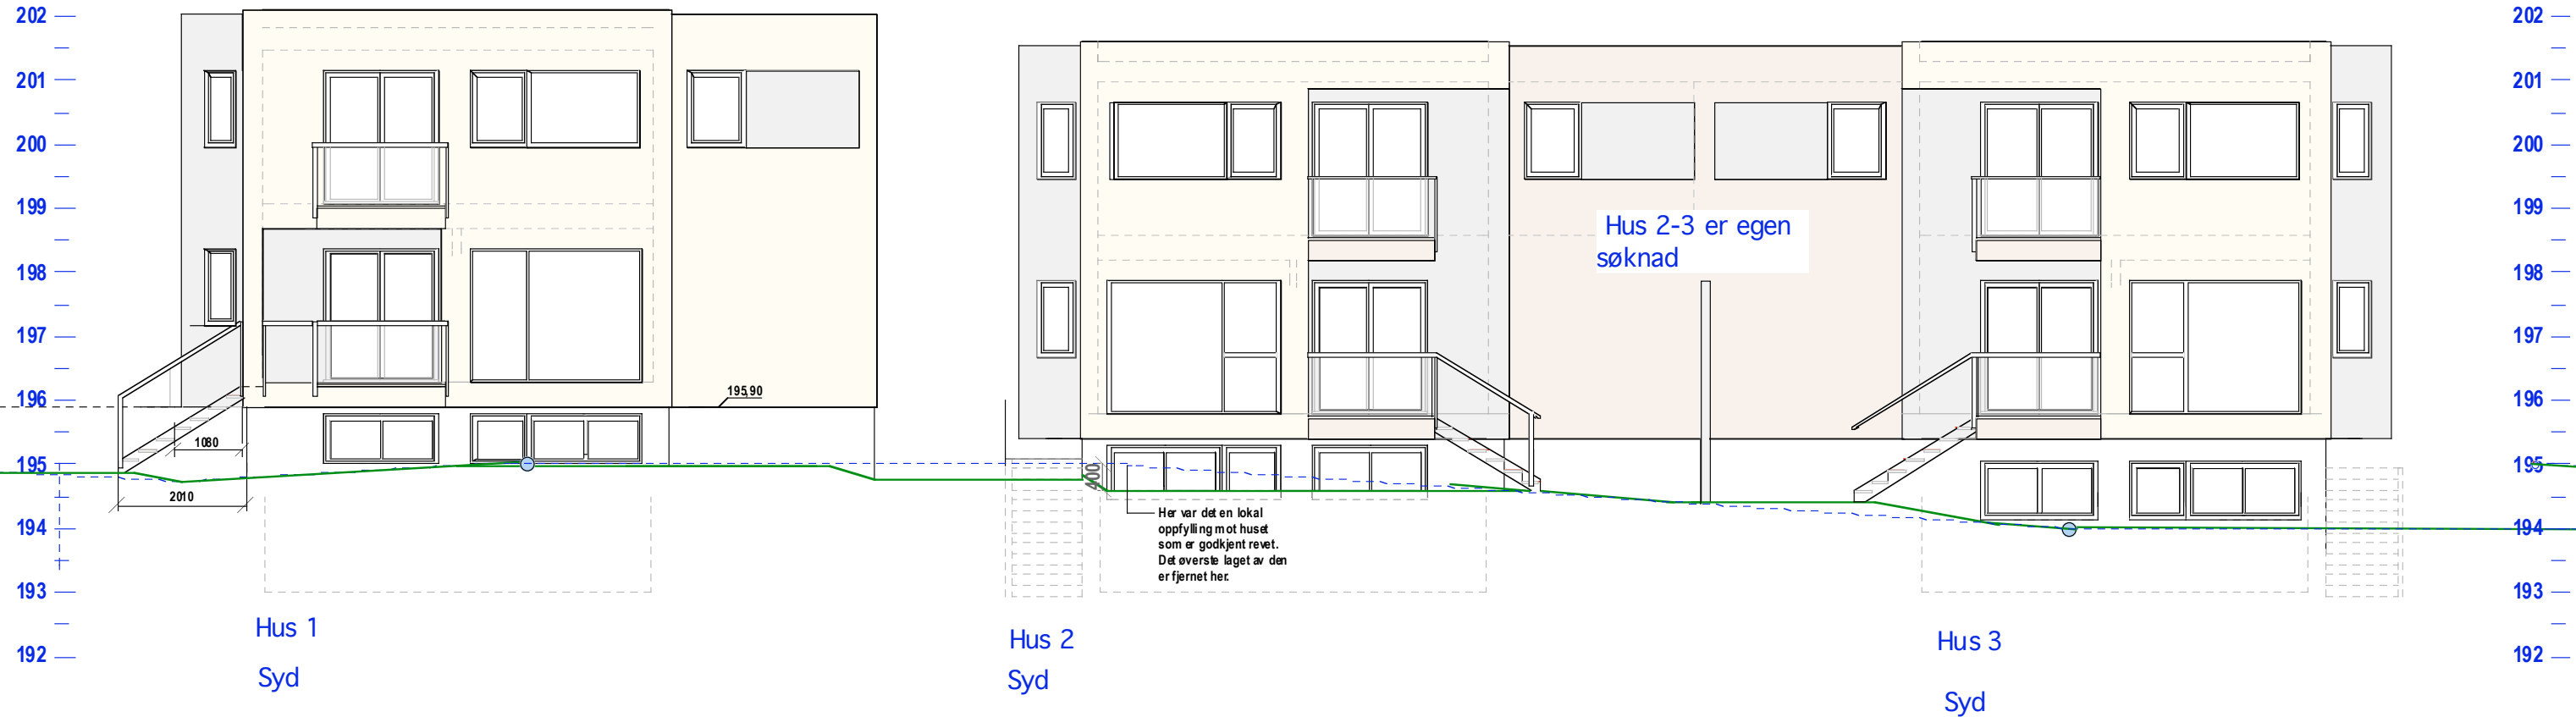 202
201
200
199
198
197
196
195
194
193
192
195,90
1080
2010
400
Her var det en lokal
oppfylling mot huset
som er godkjent revet.
Det øverste laget av den
er fjernet her.
Hus 2-3 er egen
søknad
Hus 1
Syd
Hus 2
Syd
Hus 3
Syd
202
201
200
199
198
197
196
195
194
193
192